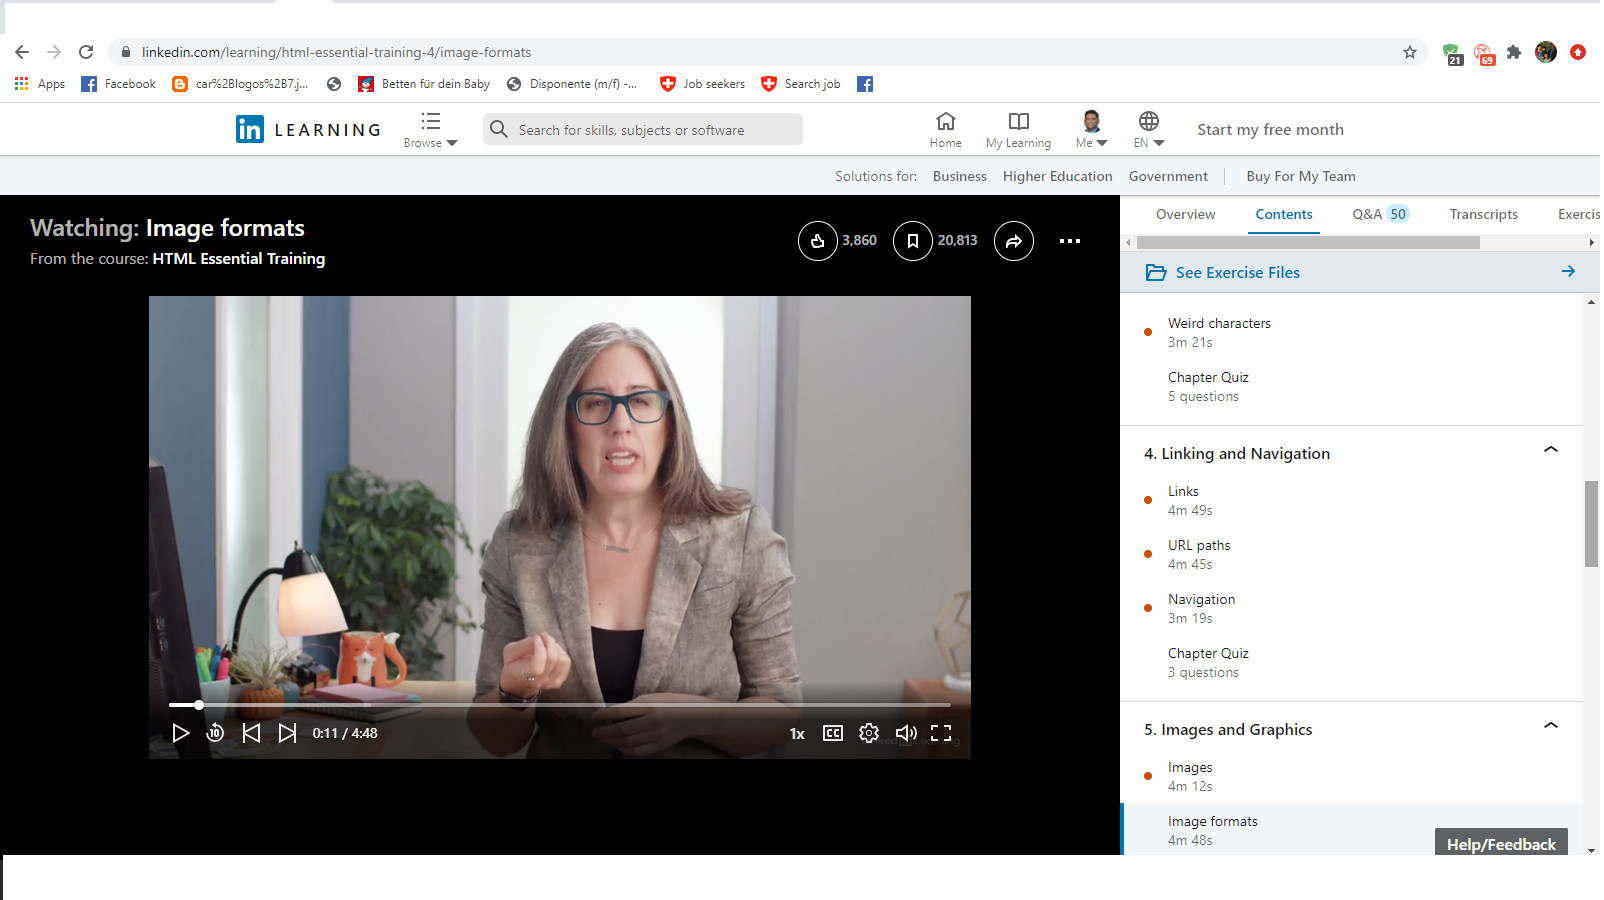 linkedin.com/learning/html-essential-training-4/image-formats
21
69
Apps
Facebook
car%2Blogos%2B7.j...
Betten für dein Baby
Disponente (m/f) -...
Job seekers
Search job
in LEARNING
Browse
Search for skills, subjects or software
Home
My Learning
Me
EN
Start my free month
Solutions for:
Business
Higher Education
Government
Buy For My Team
Watching: Image formats
From the course: HTML Essential Training
3,860
20,813
Overview
Contents
Q&A 50
Transcripts
Exercis
See Exercise Files
Weird characters
3m 21s
Chapter Quiz
5 questions
4. Linking and Navigation
Links
4m 49s
URL paths
4m 45s
Navigation
3m 19s
Chapter Quiz
3 questions
5. Images and Graphics
Images
4m 12s
Image formats
4m 48s
Help/Feedback
10
0:11 / 4:48
1x
CC